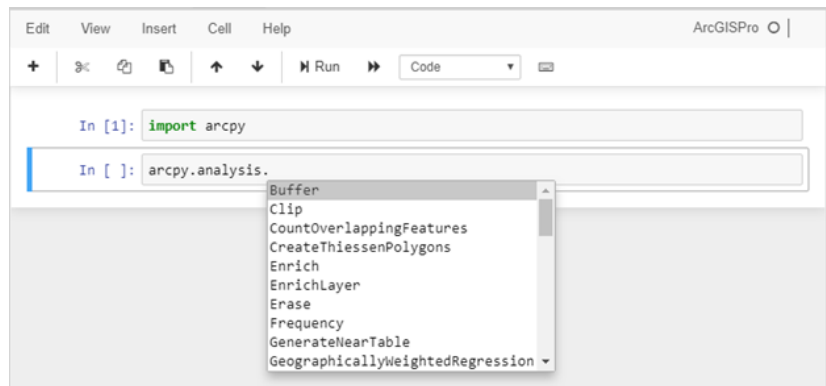 Edit View Insert Cell Help ArcGISPro
Run Code
In [1]: import arcpy
In [ ]: arcpy.analysis.
Buffer
Clip
CountOverlappingFeatures
CreateThiessenPolygons
Enrich
EnrichLayer
Erase
Frequency
GenerateNearTable
GeographicallyWeightedRegression